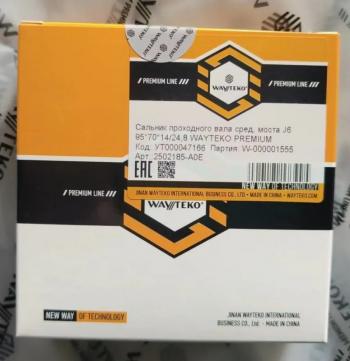 / PREMIUM LINE ///
WAYTEKO®
Сальник проходного вала сред. моста J6
95*70*14/24,8 WAYTEKO PREMIUM
Код: УТ000047166 Партия: W-000001555
Арт. 2502185-A0E
EAC
NEW WAY OF TECHNOLOGY
JINAN WAYTEKO INTERNATIONAL BUSINESS CO., LTD. • MADE IN CHINA • WAYTEKO.COM
/ PREMIUM LINE ///
WAYTEKO®
NEW WAY OF TECHNOLOGY
JINAN WAYTEKO INTERNATIONAL
BUSINESS CO., Ltd. - MADE IN CHINA